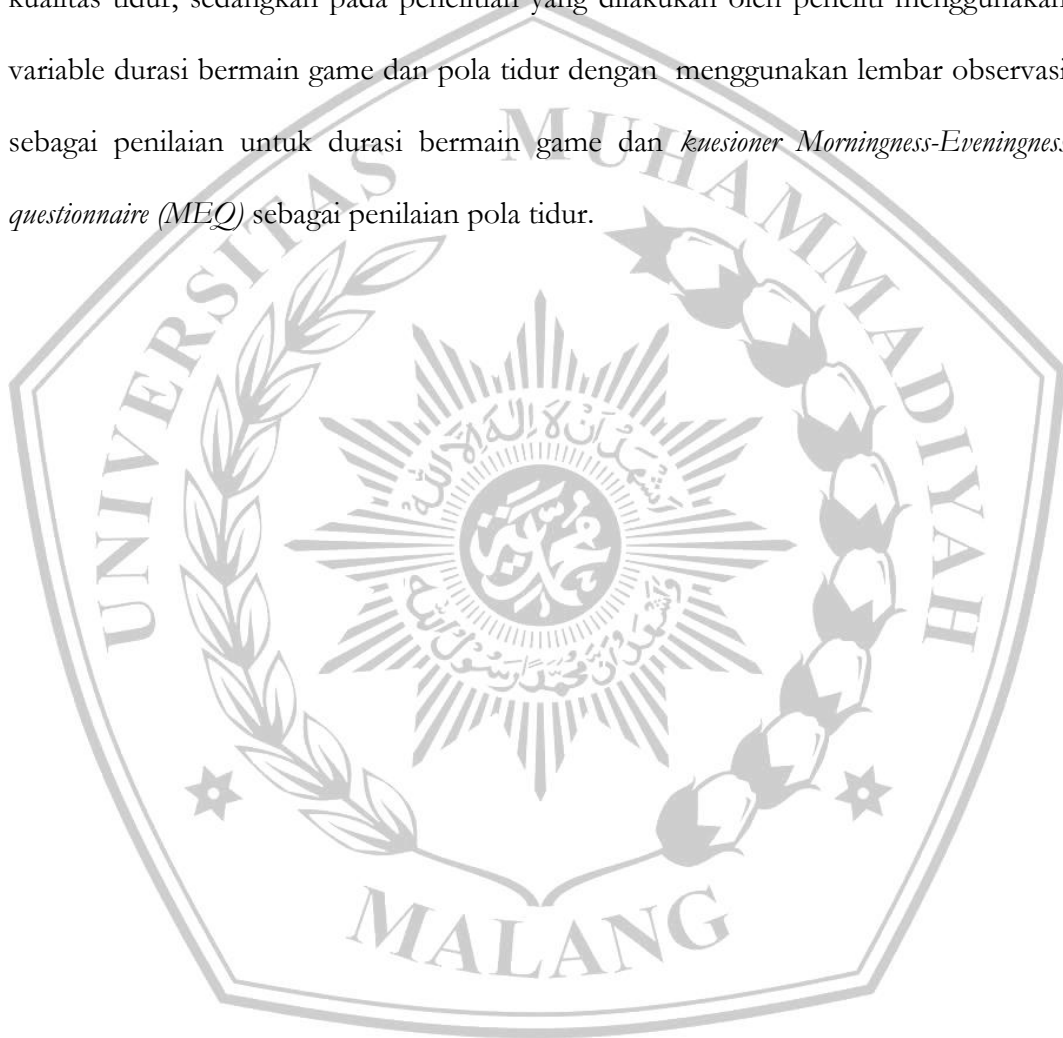 kualitas tidur, sedangkan pada penelitian yang dilakukan oleh peneliti menggunakan
variable durasi bermain game dan pola tidur dengan menggunakan lembar observasi
sebagai penilaian untuk durasi bermain game dan kuesioner Morningness-Eveningness
questionnaire (MEQ) sebagai penilaian pola tidur.
UNIVERSITAS MUHAMMADIYAH
MALANG